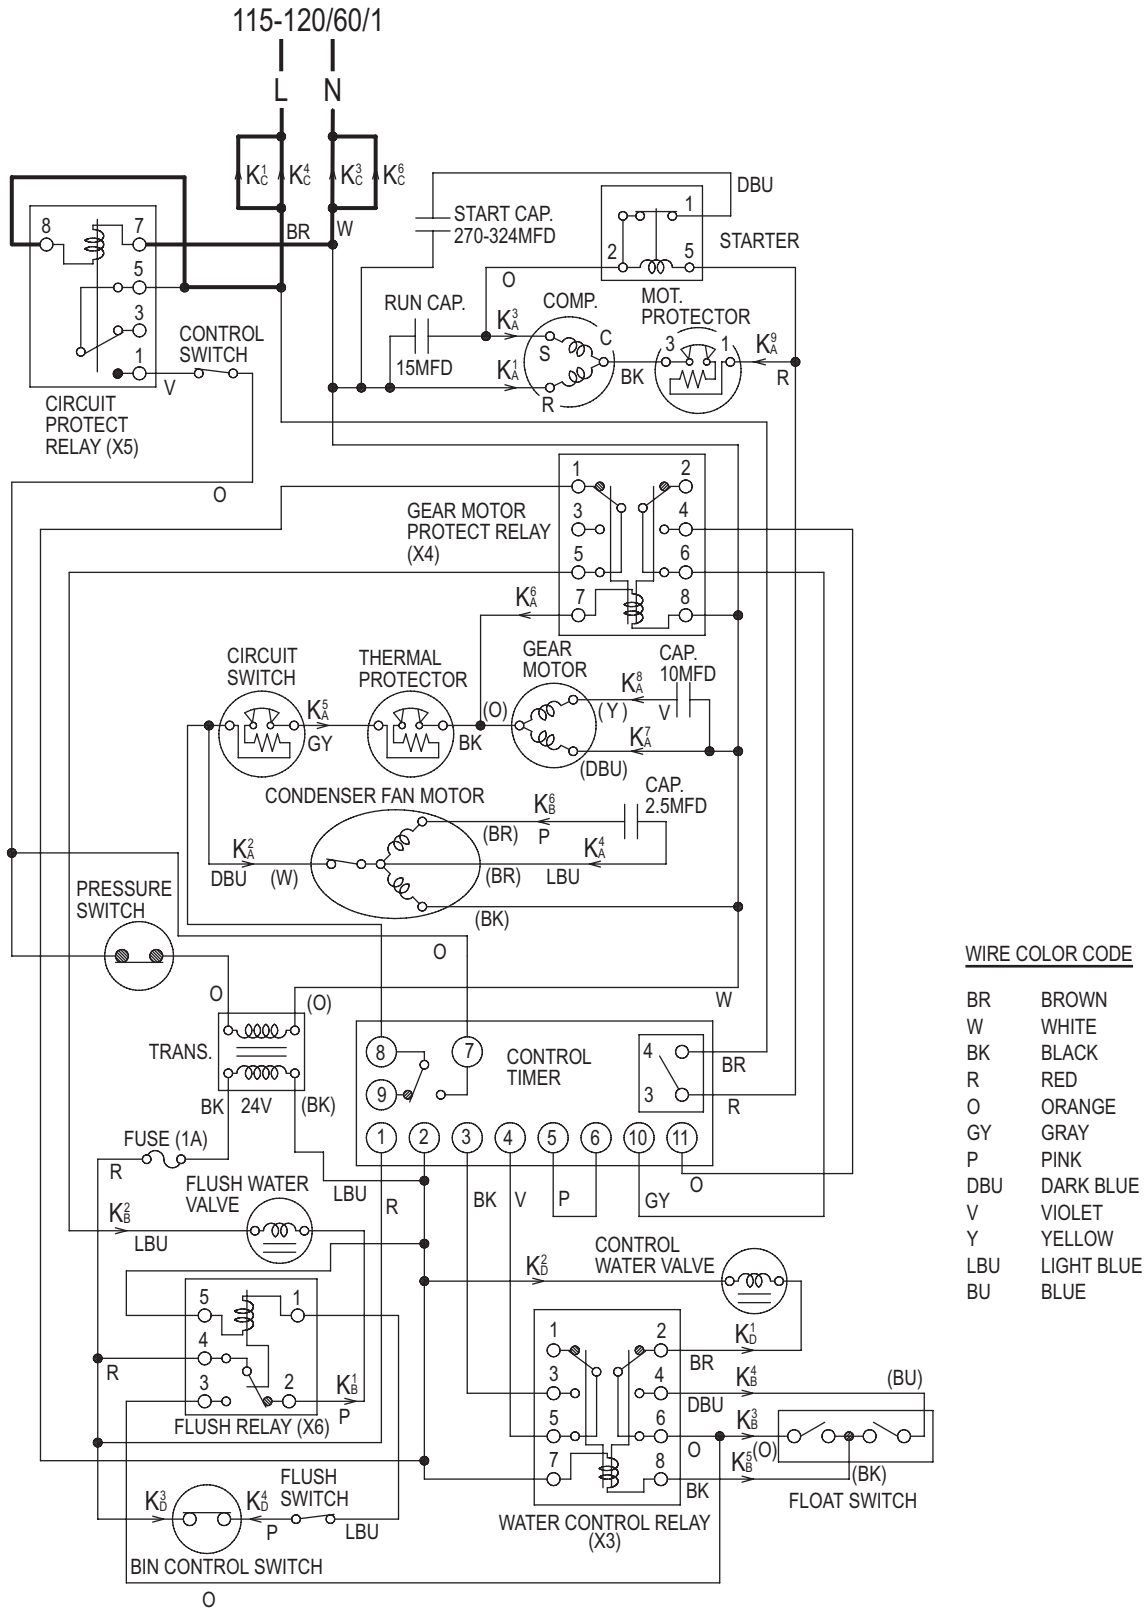 115-120/60/1
L N
K1C K4C K3C K6C
BR W
DBU
START CAP.
270-324MFD
1
STARTER
2 5
O
8 7
5
3
1
V
CONTROL
SWITCH
CIRCUIT
PROTECT
RELAY (X5)
O
RUN CAP.
15MFD
K3A
K1A
COMP.
S C
R
BK
MOT.
PROTECTOR
3 1
K9A
R
GEAR MOTOR
PROTECT RELAY
(X4)
1 2
3 4
5 6
7 8
K6A
CIRCUIT
SWITCH
K5A
GY
THERMAL
PROTECTOR
BK
(O)
GEAR
MOTOR
K8A
(Y) V
CAP.
10MFD
K7A
(DBU)
CONDENSER FAN MOTOR
K6B
(BR) P
CAP.
2.5MFD
K2A
DBU (W)
K4A
(BR) LBU
(BK)
PRESSURE
SWITCH
O
O (O)
W
TRANS.
BK 24V (BK)
8 7
9
CONTROL
TIMER
4
3
BR
R
1 2 3 4 5 6 10 11
FUSE (1A)
R
LBU
R
BK V P GY O
FLUSH WATER
VALVE
K2B
LBU
CONTROL
WATER VALVE
K2D
5 1
4
3 2
R
K1B
P
FLUSH RELAY (X6)
1 2
3 4
5 6
7 8
K1D
BR
K4B
DBU
(BU)
K3B
O (O)
K5B
BK
(BK)
FLOAT SWITCH
WATER CONTROL RELAY
(X3)
FLUSH
SWITCH
K3D K4D
P LBU
BIN CONTROL SWITCH
O
WIRE COLOR CODE
BR BROWN
W WHITE
BK BLACK
R RED
O ORANGE
GY GRAY
P PINK
DBU DARK BLUE
V VIOLET
Y YELLOW
LBU LIGHT BLUE
BU BLUE